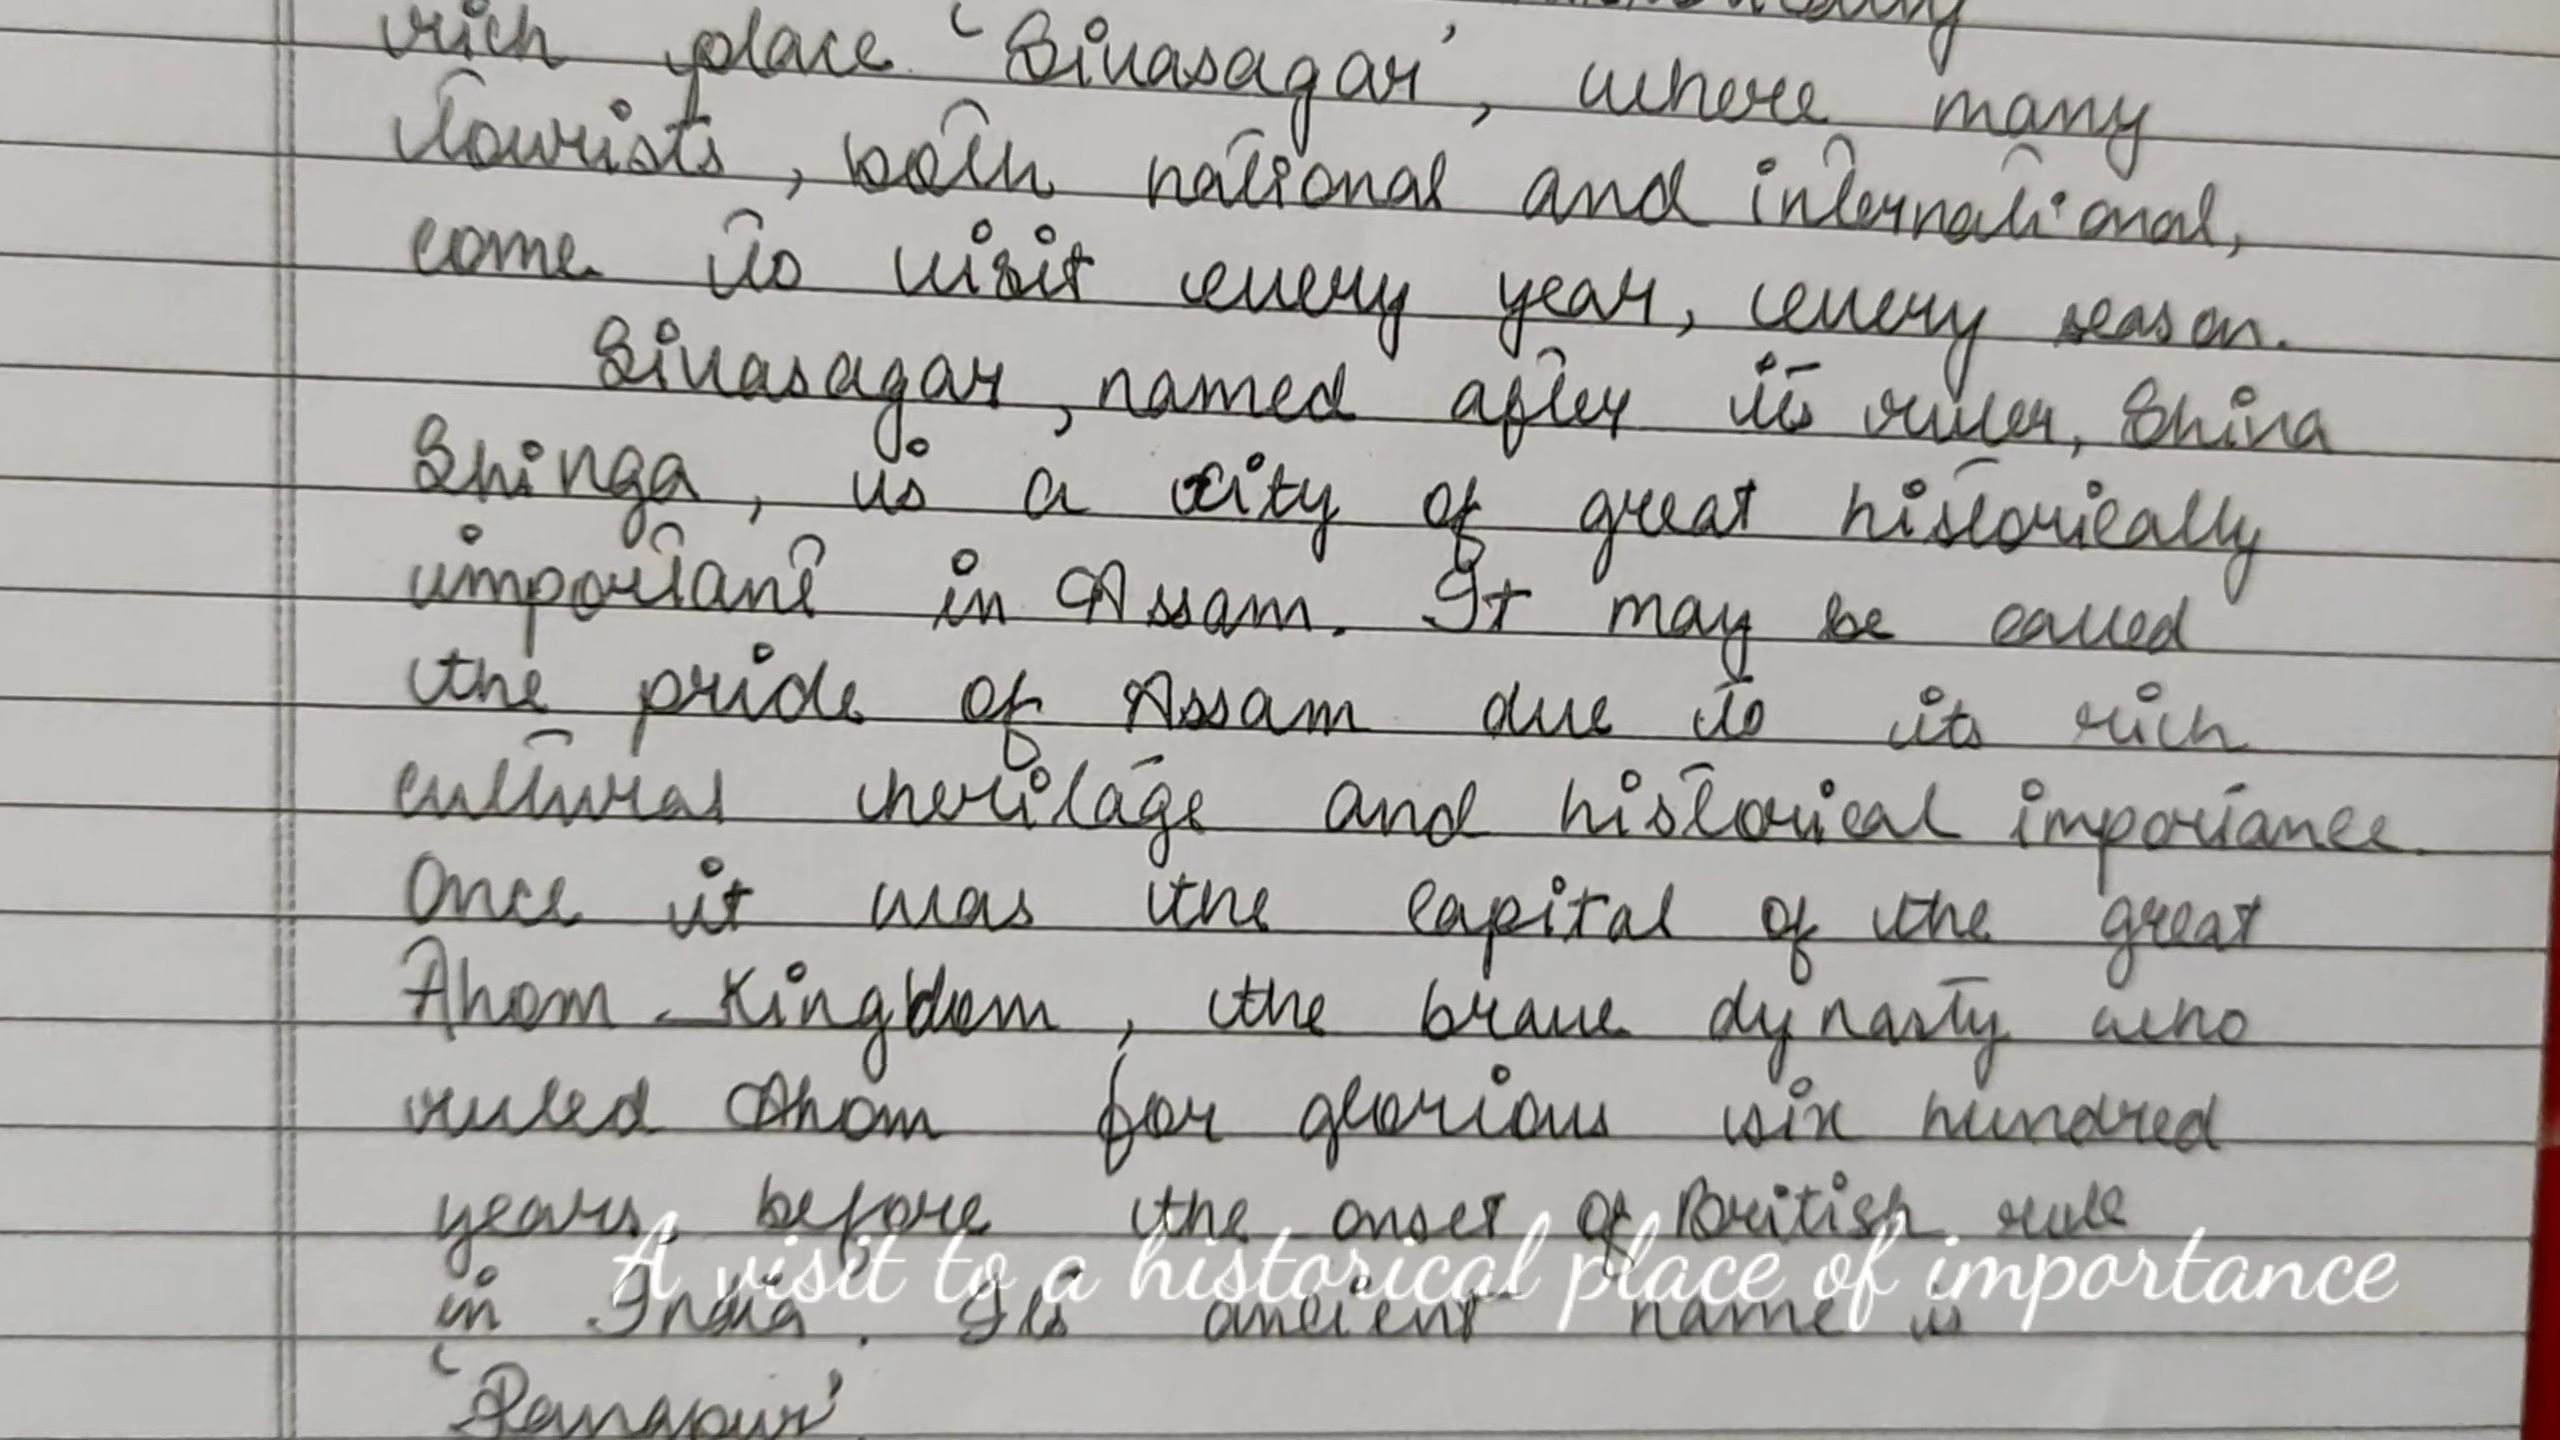 rich place 'Sivasagar', where many
tourists, both national and international,
come to visit every year, every season.
Sivasagar, named after its ruler, Shiva
Shinga, is a city of great historically
important in Assam. It may be called
the pride of Assam due to its rich
cultural heritage and historical importance.
Once it was the capital of the great
Ahom Kingdom, the brave dynasty who
ruled Ahom for glorious six hundred
years, before the onset of British rule
A visit to a historical place of importance
in India. Its ancient name is